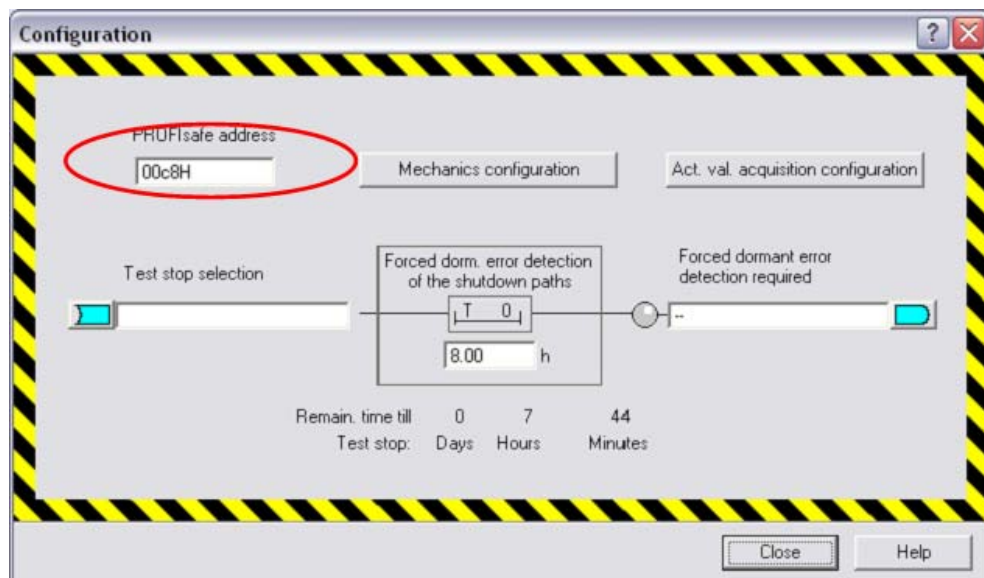 Configuration
?
PROFIsafe address
00c8H
Mechanics configuration
Act. val. acquisition configuration
Test stop selection
Forced dorm. error detection
of the shutdown paths
Forced dormant error
detection required
T 0
--
8.00 h
Remain. time till 0 7 44
Test stop: Days Hours Minutes
Close
Help